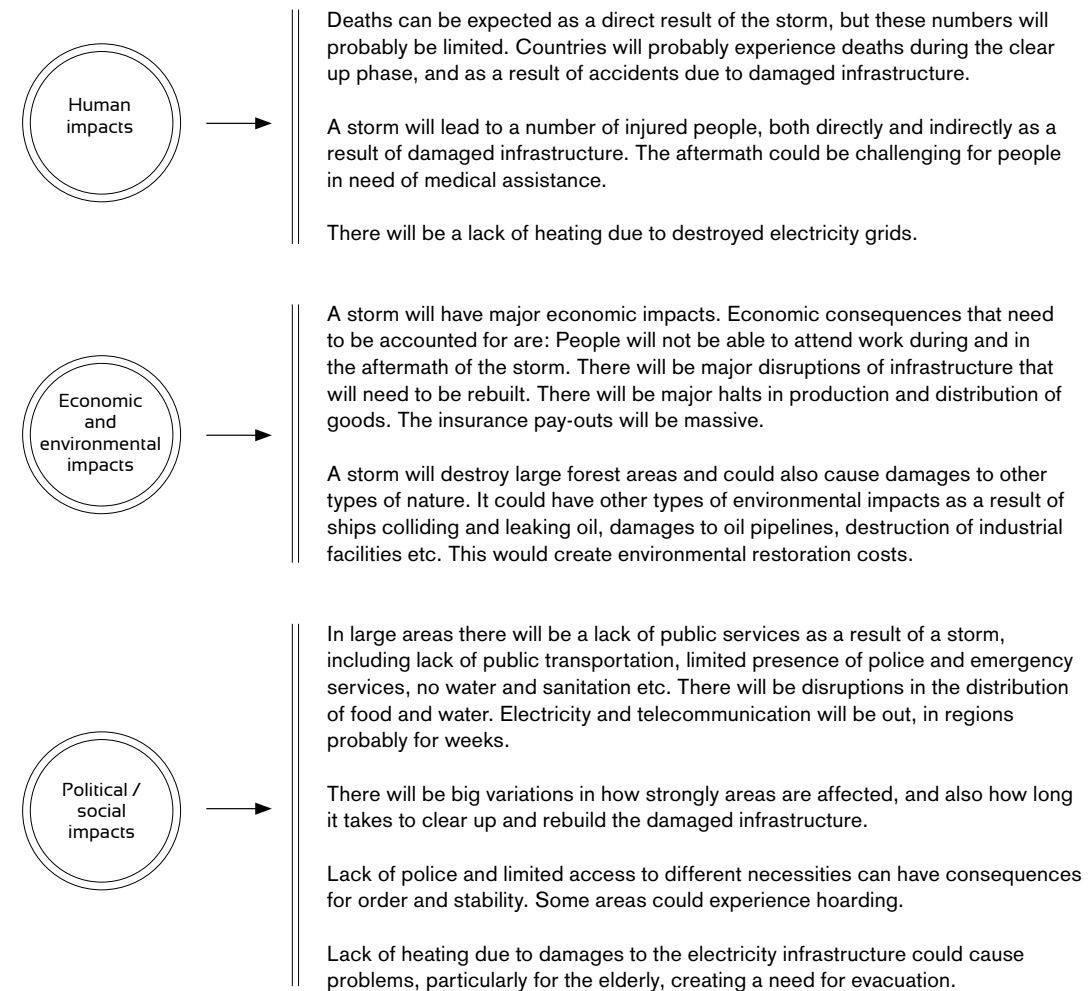 Human
impacts
Deaths can be expected as a direct result of the storm, but these numbers will
probably be limited. Countries will probably experience deaths during the clear
up phase, and as a result of accidents due to damaged infrastructure.
A storm will lead to a number of injured people, both directly and indirectly as a
result of damaged infrastructure. The aftermath could be challenging for people
in need of medical assistance.
There will be a lack of heating due to destroyed electricity grids.
Economic
and
environmental
impacts
A storm will have major economic impacts. Economic consequences that need
to be accounted for are: People will not be able to attend work during and in
the aftermath of the storm. There will be major disruptions of infrastructure that
will need to be rebuilt. There will be major halts in production and distribution of
goods. The insurance pay-outs will be massive.
A storm will destroy large forest areas and could also cause damages to other
types of nature. It could have other types of environmental impacts as a result of
ships colliding and leaking oil, damages to oil pipelines, destruction of industrial
facilities etc. This would create environmental restoration costs.
Political /
social
impacts
In large areas there will be a lack of public services as a result of a storm,
including lack of public transportation, limited presence of police and emergency
services, no water and sanitation etc. There will be disruptions in the distribution
of food and water. Electricity and telecommunication will be out, in regions
probably for weeks.
There will be big variations in how strongly areas are affected, and also how long
it takes to clear up and rebuild the damaged infrastructure.
Lack of police and limited access to different necessities can have consequences
for order and stability. Some areas could experience hoarding.
Lack of heating due to damages to the electricity infrastructure could cause
problems, particularly for the elderly, creating a need for evacuation.